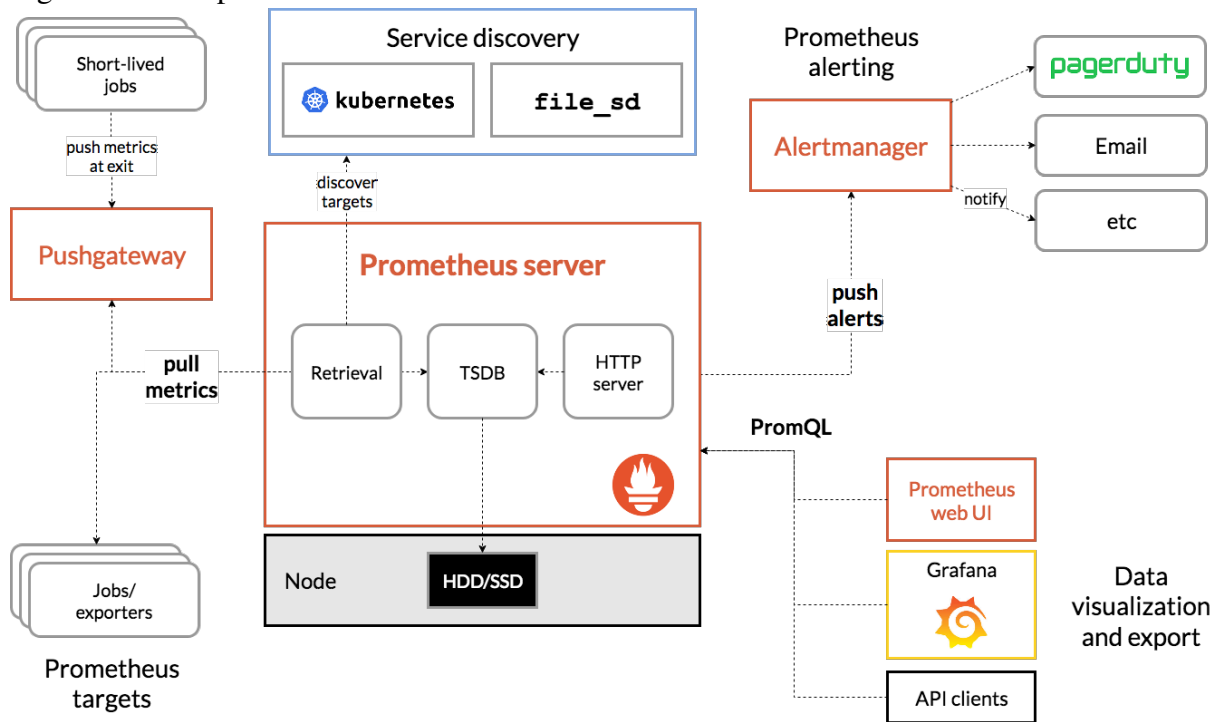 Short-lived
jobs
push metrics
at exit
Pushgateway
pull
metrics
Jobs/
exporters
Prometheus
targets
Service discovery
kubernetes
file_sd
discover
targets
Prometheus server
Retrieval
TSDB
HTTP
server
Node
HDD/SSD
Prometheus
alerting
Alertmanager
pagerduty
Email
notify
etc
push
alerts
PromQL
Prometheus
web UI
Grafana
API clients
Data
visualization
and export